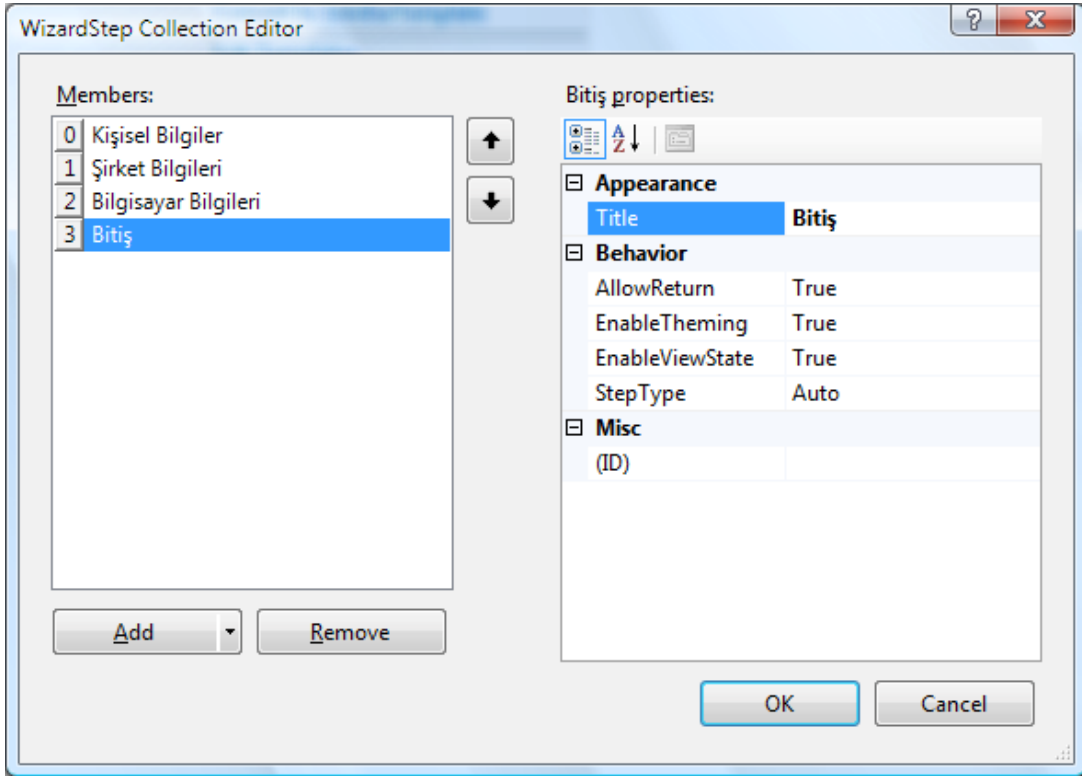 WizardStep Collection Editor
Members:
0 Kişisel Bilgiler
1 Şirket Bilgileri
2 Bilgisayar Bilgileri
3 Bitiş
Add
Remove
Bitiş properties:
Appearance
Title Bitiş
Behavior
AllowReturn True
EnableTheming True
EnableViewState True
StepType Auto
Misc
(ID)
OK
Cancel